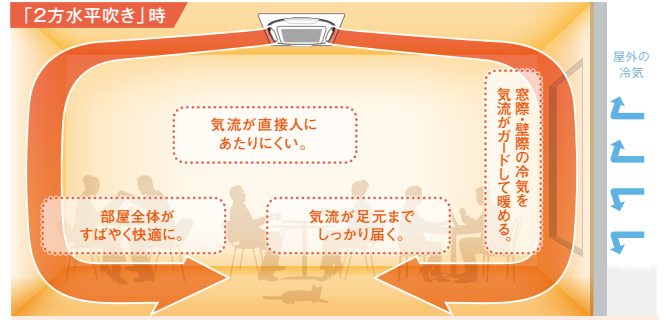 「2方水平吹き」時
屋外の
冷気
窓際・壁際の冷気を
気流がガードして暖める。
気流が直接人に
あたりにくい。
部屋全体が
すばやく快適に。
気流が足元まで
しっかり届く。